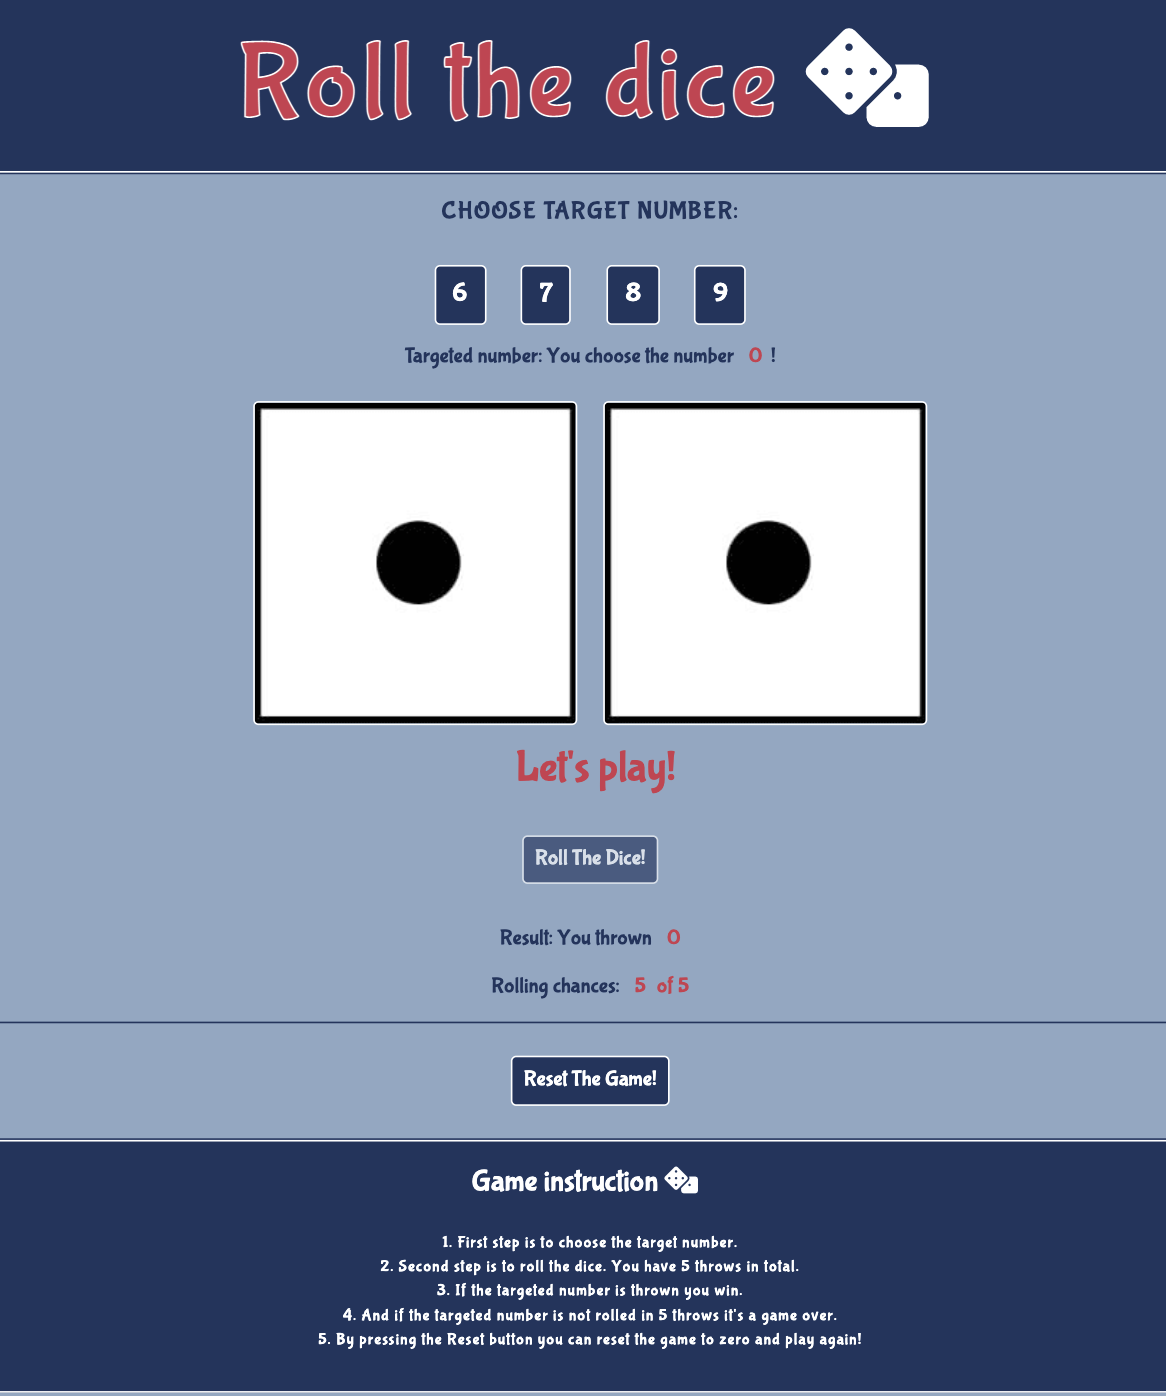 Roll the dice
CHOOSE TARGET NUMBER:
6 7 8 9
Targeted number: You choose the number 0 !
Let's play!
Roll The Dice!
Result: You thrown 0
Rolling chances: 5 of 5
Reset The Game!
Game instruction
1. First step is to choose the target number.
2. Second step is to roll the dice. You have 5 throws in total.
3. If the targeted number is thrown you win.
4. And if the targeted number is not rolled in 5 throws it's a game over.
5. By pressing the Reset button you can reset the game to zero and play again!